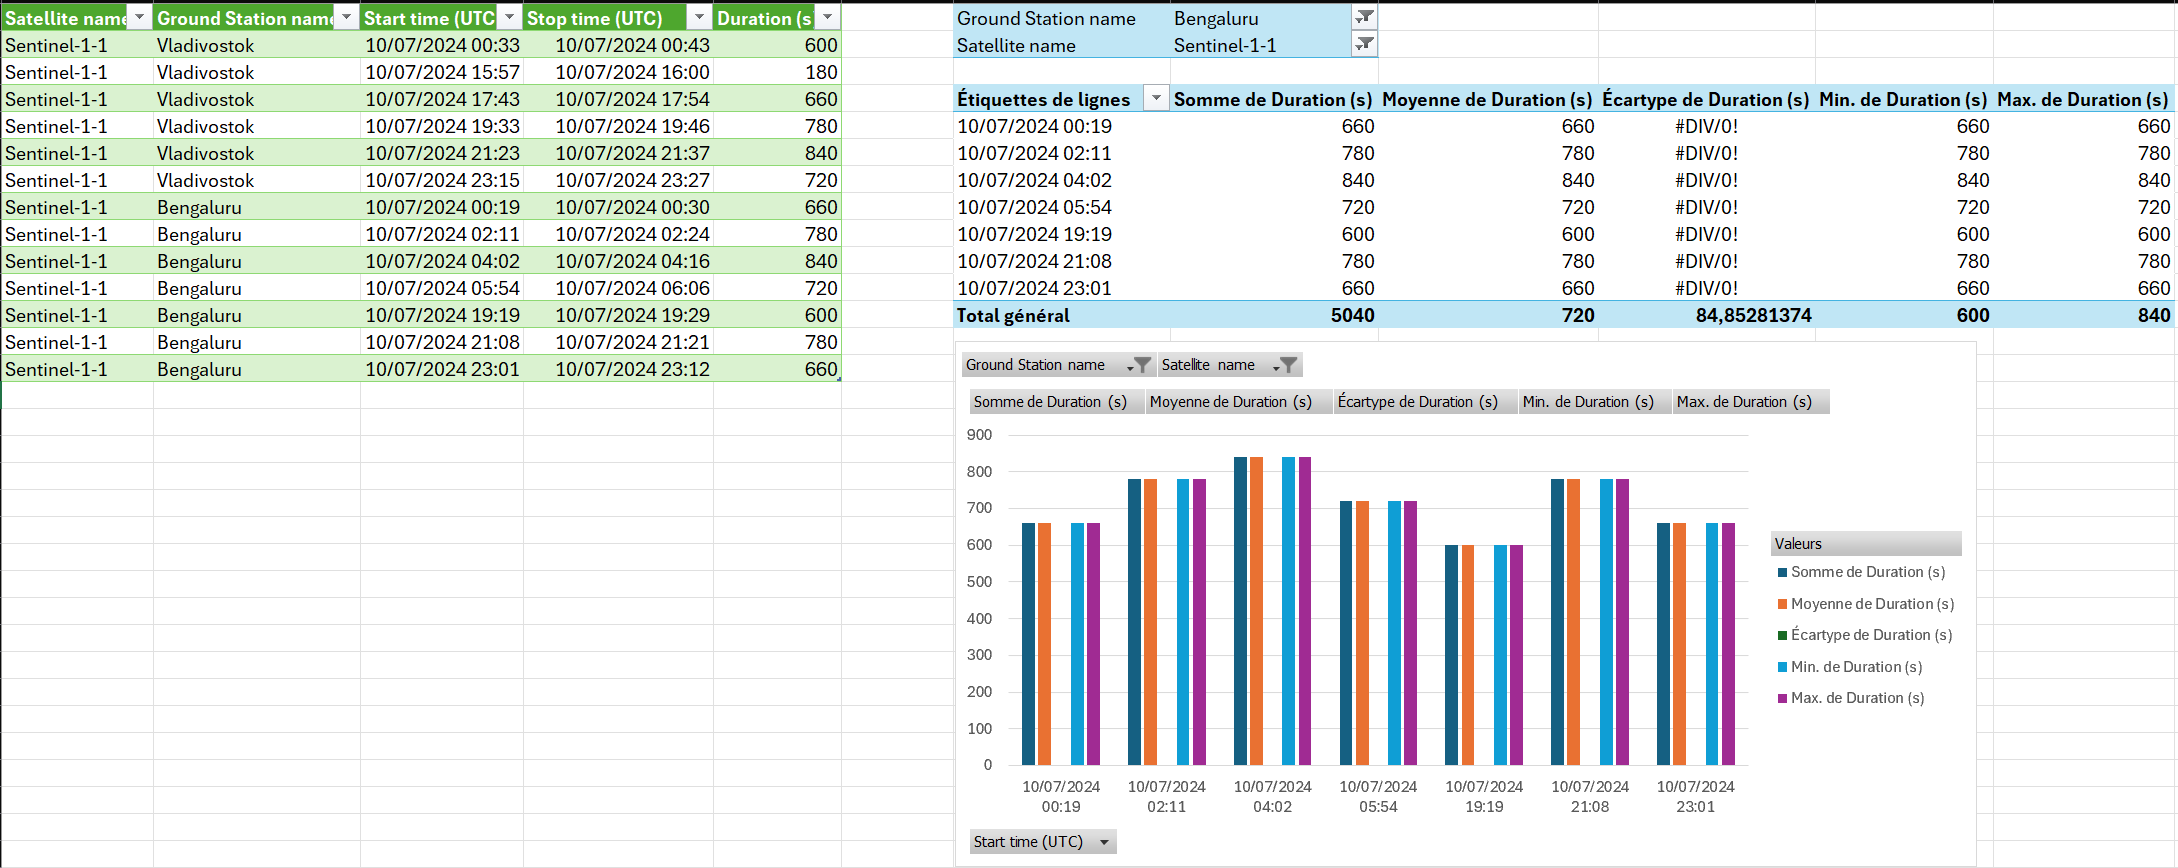 Satellite name Ground Station name Start time (UTC Stop time (UTC) Duration (s
Sentinel-1-1 Vladivostok 10/07/2024 00:33 10/07/2024 00:43 600
Sentinel-1-1 Vladivostok 10/07/2024 15:57 10/07/2024 16:00 180
Sentinel-1-1 Vladivostok 10/07/2024 17:43 10/07/2024 17:54 660
Sentinel-1-1 Vladivostok 10/07/2024 19:33 10/07/2024 19:46 780
Sentinel-1-1 Vladivostok 10/07/2024 21:23 10/07/2024 21:37 840
Sentinel-1-1 Vladivostok 10/07/2024 23:15 10/07/2024 23:27 720
Sentinel-1-1 Bengaluru 10/07/2024 00:19 10/07/2024 00:30 660
Sentinel-1-1 Bengaluru 10/07/2024 02:11 10/07/2024 02:24 780
Sentinel-1-1 Bengaluru 10/07/2024 04:02 10/07/2024 04:16 840
Sentinel-1-1 Bengaluru 10/07/2024 05:54 10/07/2024 06:06 720
Sentinel-1-1 Bengaluru 10/07/2024 19:19 10/07/2024 19:29 600
Sentinel-1-1 Bengaluru 10/07/2024 21:08 10/07/2024 21:21 780
Sentinel-1-1 Bengaluru 10/07/2024 23:01 10/07/2024 23:12 660
Ground Station name Bengaluru
Satellite name Sentinel-1-1
Étiquettes de lignes Somme de Duration (s) Moyenne de Duration (s) Écartype de Duration (s) Min. de Duration (s) Max. de Duration (s)
10/07/2024 00:19 660 660 #DIV/0! 660 660
10/07/2024 02:11 780 780 #DIV/0! 780 780
10/07/2024 04:02 840 840 #DIV/0! 840 840
10/07/2024 05:54 720 720 #DIV/0! 720 720
10/07/2024 19:19 600 600 #DIV/0! 600 600
10/07/2024 21:08 780 780 #DIV/0! 780 780
10/07/2024 23:01 660 660 #DIV/0! 660 660
Total général 5040 720 84,85281374 600 840
Ground Station name Satellite name
Somme de Duration (s) Moyenne de Duration (s) Écartype de Duration (s) Min. de Duration (s) Max. de Duration (s)
900
800
700
600
500
400
300
200
100
0
10/07/2024 10/07/2024 10/07/2024 10/07/2024 10/07/2024 10/07/2024 10/07/2024
00:19 02:11 04:02 05:54 19:19 21:08 23:01
Valeurs
Somme de Duration (s)
Moyenne de Duration (s)
Écartype de Duration (s)
Min. de Duration (s)
Max. de Duration (s)
Start time (UTC)